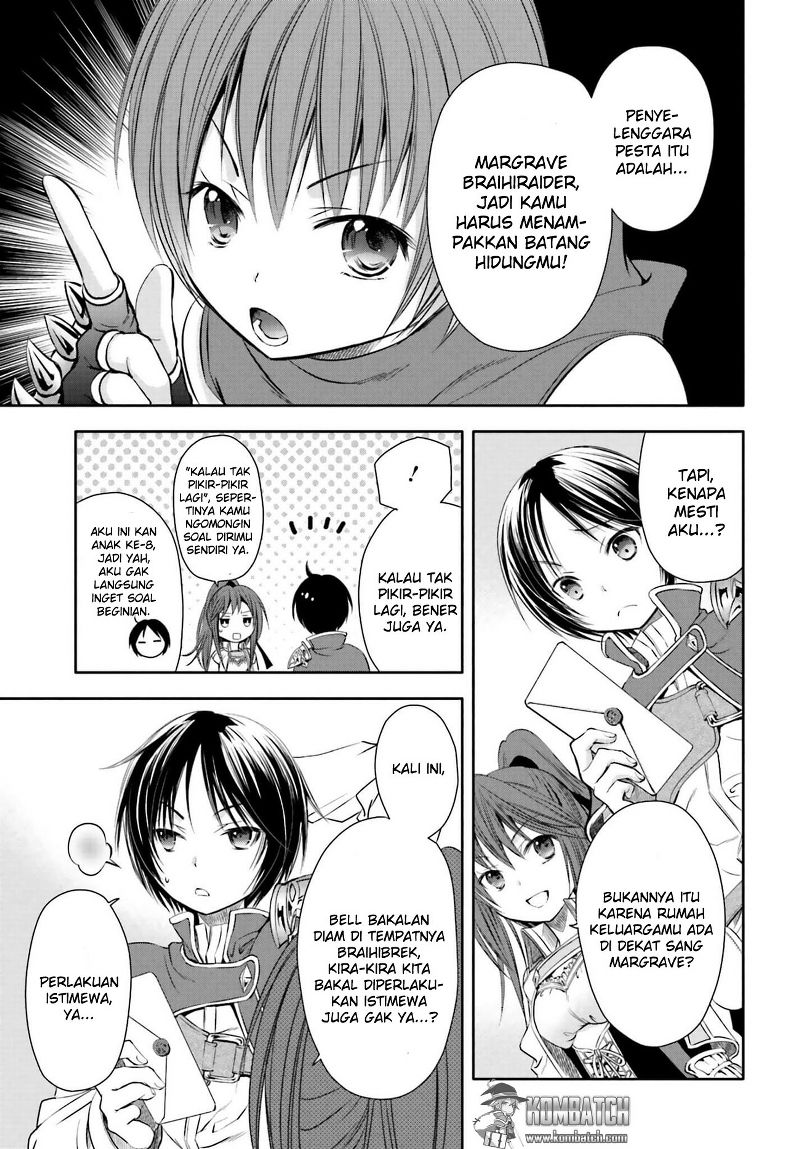 PENYE-
LENGGARA
PESTA ITU
ADALAH...
MARGRAVE
BRAIHIRAIDER,
JADI KAMU
HARUS MENAM-
PAKKAN BATANG
HIDUNGMU!
TAPI,
KENAPA
MESTI
AKU...?
BUKANNYA ITU
KARENA RUMAH
KELUARGAMU ADA
DI DEKAT SANG
MARGRAVE?
!
KALAU TAK
PIKIR-PIKIR
LAGI, BENER
JUGA YA.
"KALAU TAK
PIKIR-PIKIR
LAGI", SEPER-
TINYA KAMU
NGOMONGIN
SOAL DIRIMU
SENDIRI YA.
AKU INI KAN
ANAK KE-8,
JADI YAH,
AKU GAK
LANGSUNG
INGET SOAL
BEGINIAN.
KALI INI,
BELL BAKALAN
DIAM DI TEMPATNYA
BRAIHIBREK,
KIRA-KIRA KITA
BAKAL DIPERLAKU-
KAN ISTIMEWA
JUGA GAK YA...?
PERLAKUAN
ISTIMEWA,
YA...
KOMBATCH
www.kombatch.com